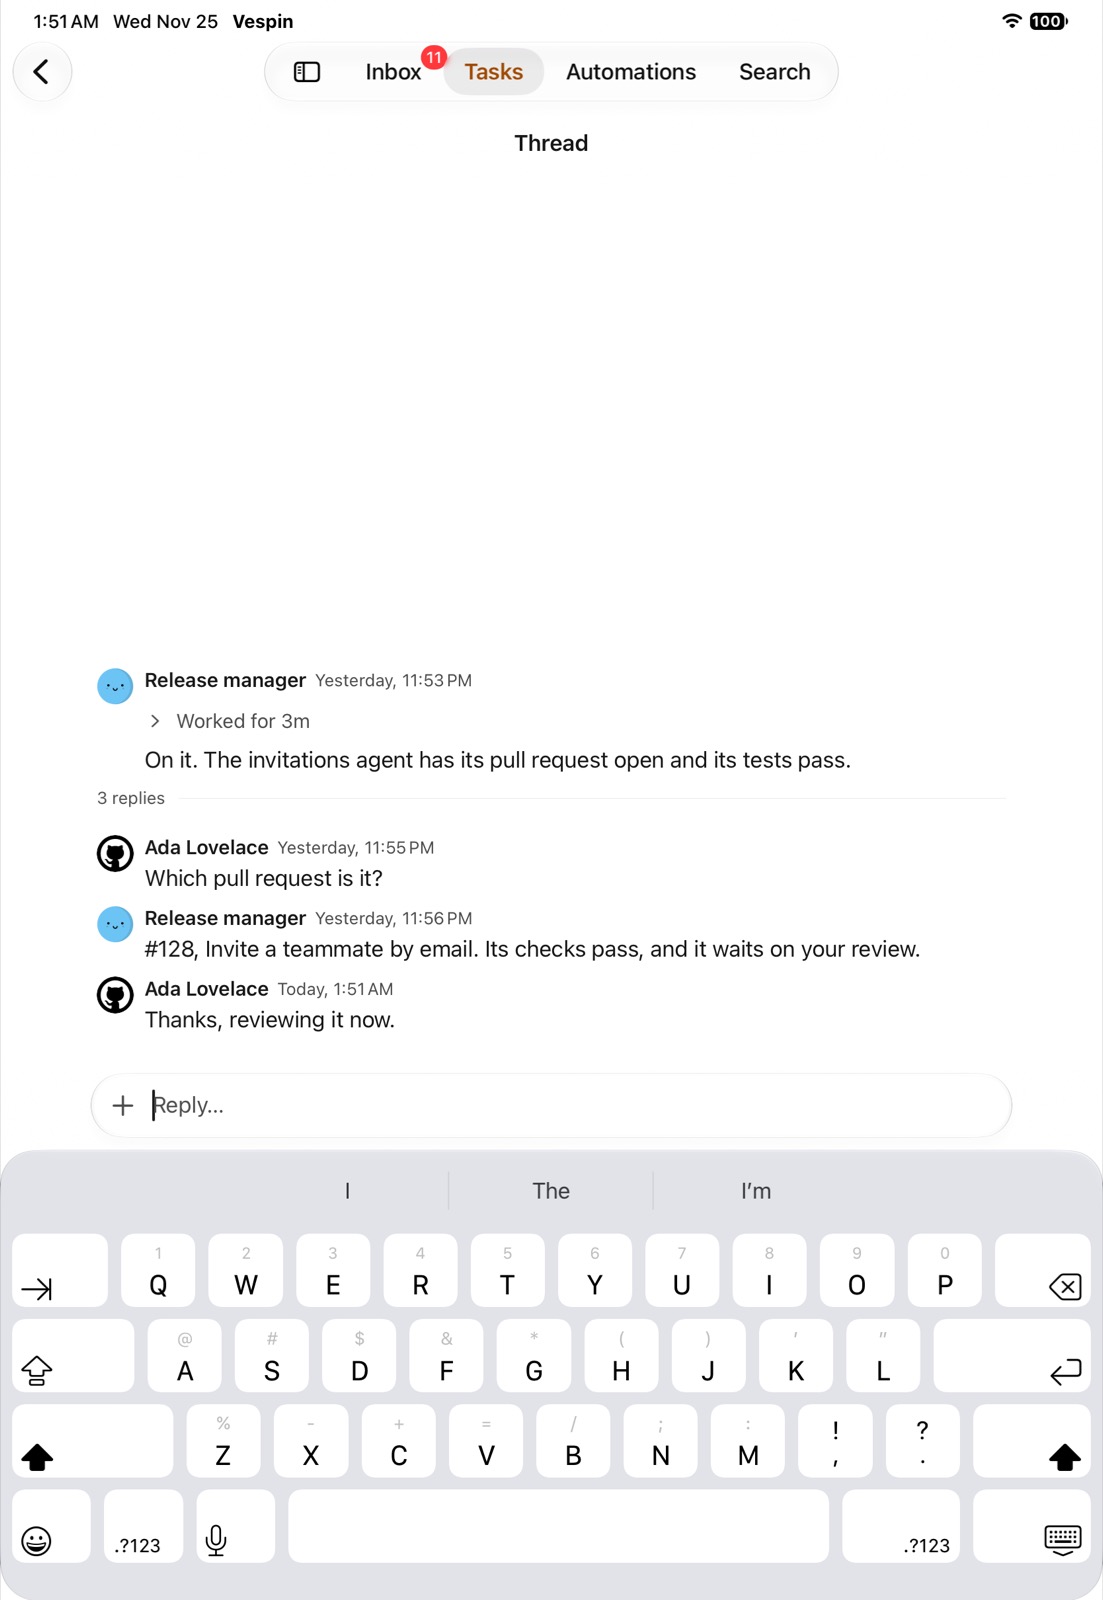 1:51 AM Wed Nov 25 Vespin 100
Inbox 11 Tasks Automations Search
Thread
Release manager Yesterday, 11:53 PM
Worked for 3m
On it. The invitations agent has its pull request open and its tests pass.
3 replies
Ada Lovelace Yesterday, 11:55 PM
Which pull request is it?
Release manager Yesterday, 11:56 PM
#128, Invite a teammate by email. Its checks pass, and it waits on your review.
Ada Lovelace Today, 1:51 AM
Thanks, reviewing it now.
Reply...
I The I'm
1 2 3 4 5 6 7 8 9 0
Q W E R T Y U I O P
@ # $ & * ( ) ' "
A S D F G H J K L
% - + = / ; : ! ?
Z X C V B N M , .
.?123 .?123